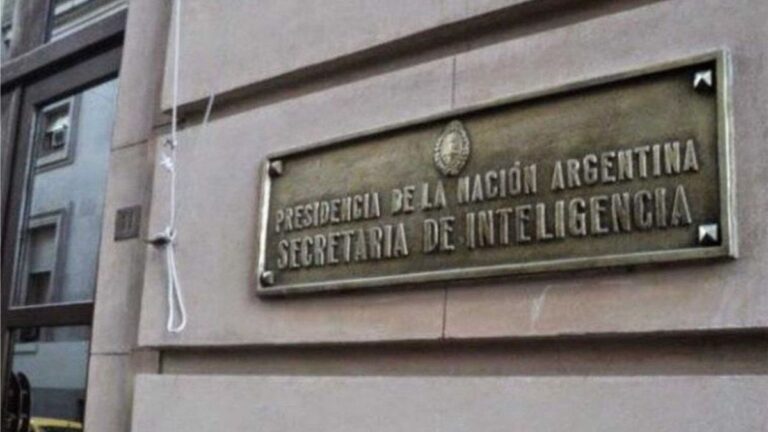 PRESIDENCIA DE LA NACIÓN ARGENTINA
SECRETARIA DE INTELIGENCIA